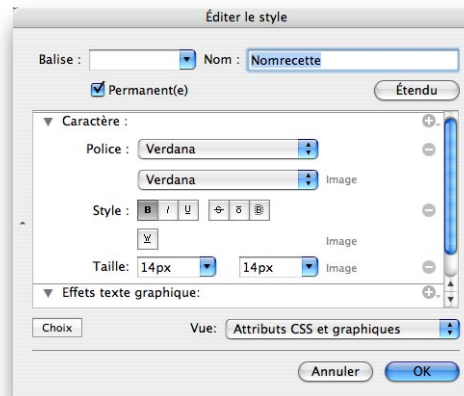 Éditer le style
Balise : Nom : Nomrecette
Permanent(e) Étendu
Caractère :
Police : Verdana
Verdana Image
Style : B I U
Image
Taille: 14px 14px Image
Effets texte graphique:
Choix Vue: Attributs CSS et graphiques
Annuler OK